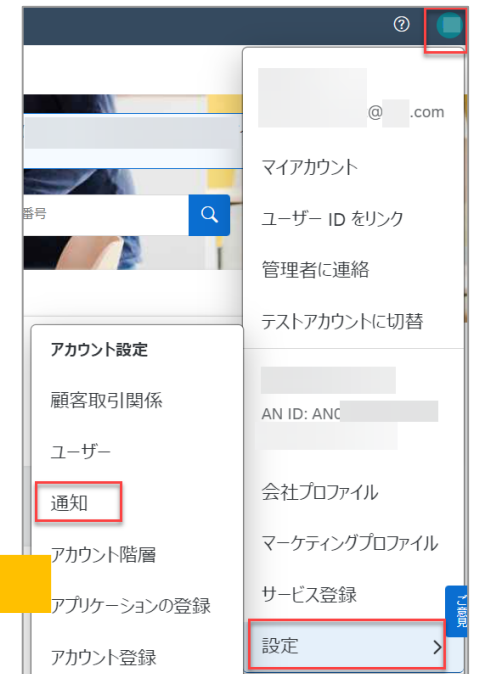 @ .com
マイアカウント
番号
ユーザー ID をリンク
管理者に連絡
テストアカウントに切替
AN ID: AN0
会社プロファイル
マーケティングプロファイル
サービス登録
設定
ご意見
アカウント設定
顧客取引関係
ユーザー
通知
アカウント階層
アプリケーションの登録
アカウント登録